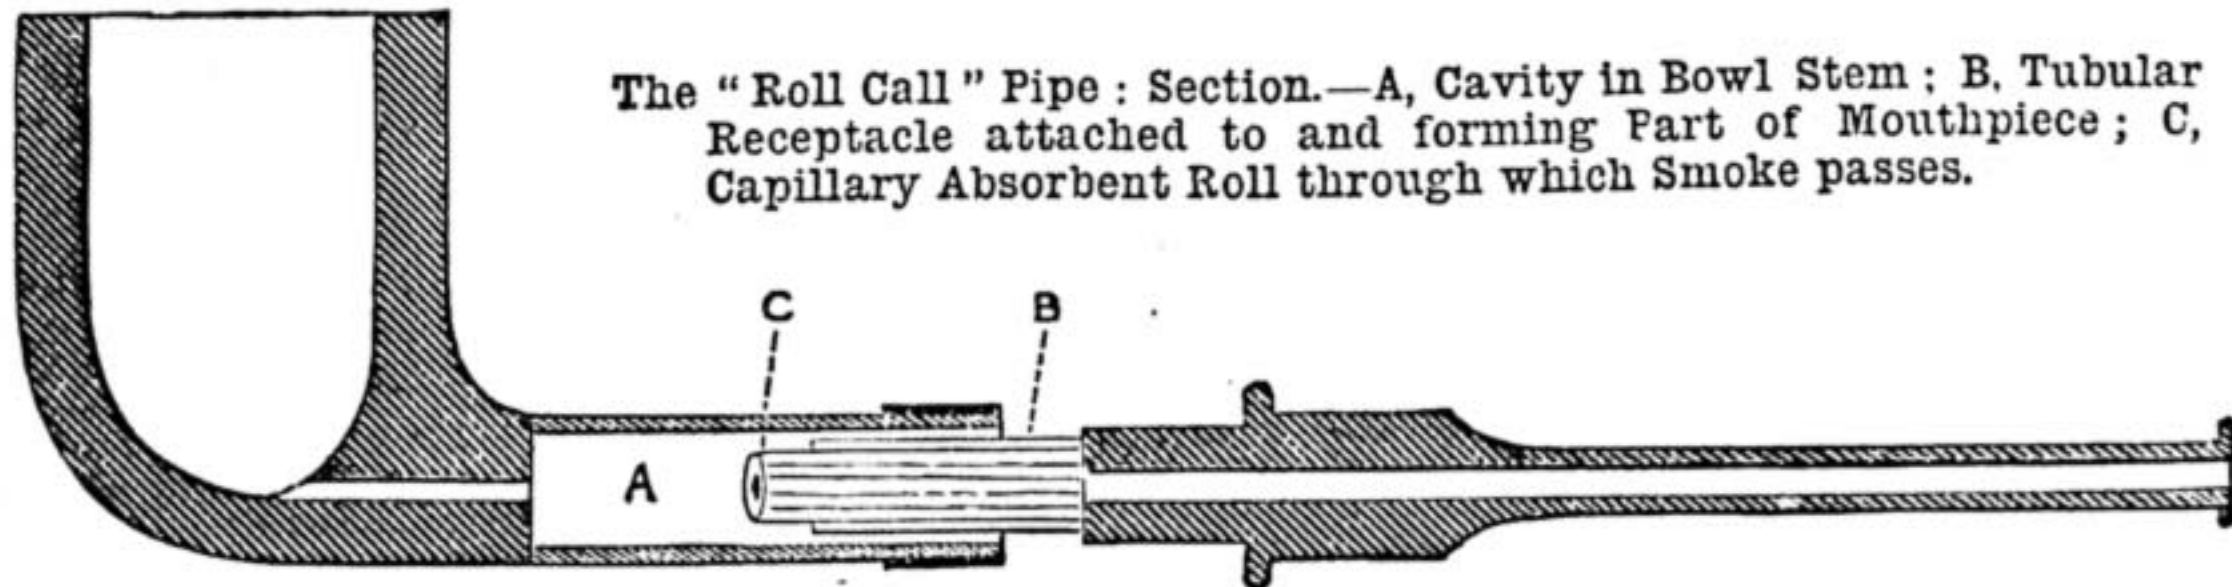 The “Roll Call” Pipe : Section.—A, Cavity in Bowl Stem ; B, Tubular
Receptacle attached to and forming Part of Mouthpiece ; C,
Capillary Absorbent Roll through which Smoke passes.
C B
A